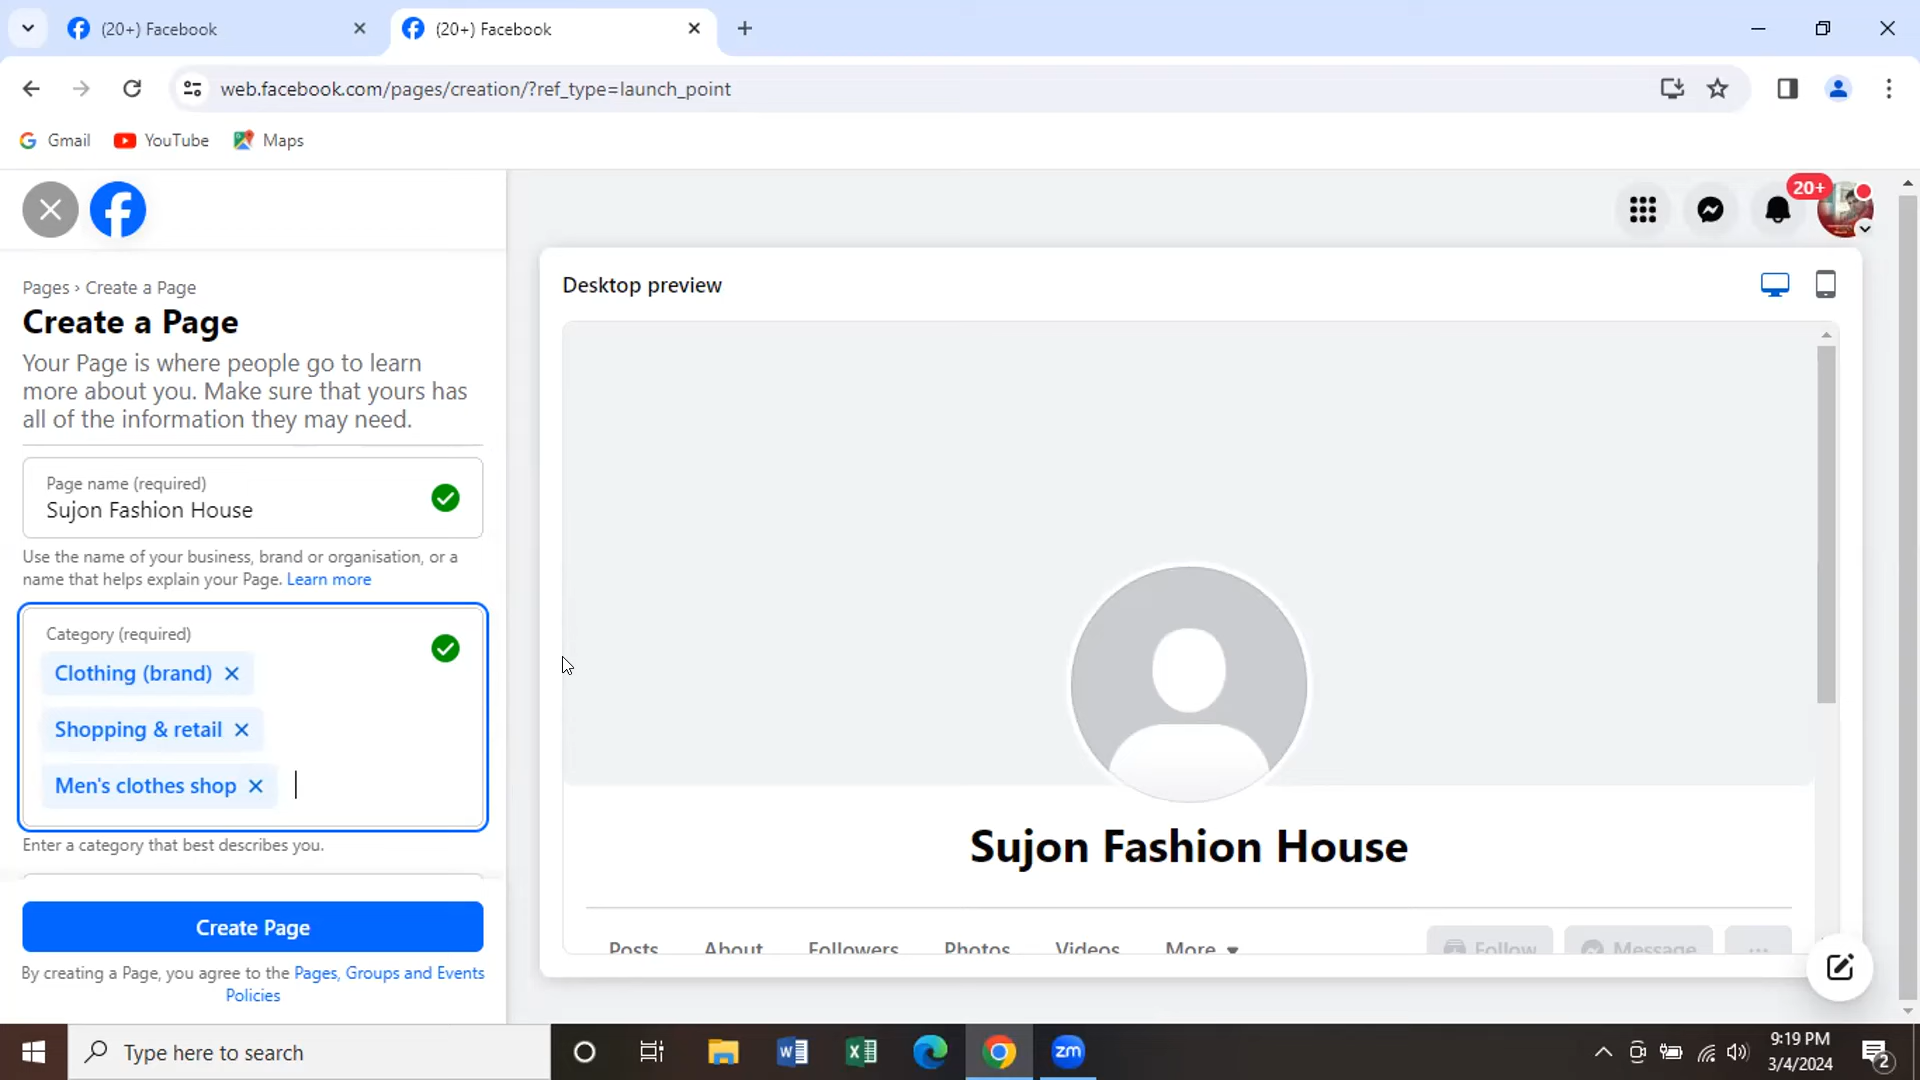 (20+) Facebook
(20+) Facebook
web.facebook.com/pages/creation/?ref_type=launch_point
Gmail
YouTube
Maps
20+
Pages › Create a Page
Create a Page
Your Page is where people go to learn
more about you. Make sure that yours has
all of the information they may need.
Page name (required)
Sujon Fashion House
Use the name of your business, brand or organisation, or a
name that helps explain your Page. Learn more
Category (required)
Clothing (brand)
Shopping & retail
Men's clothes shop
Enter a category that best describes you.
Create Page
By creating a Page, you agree to the Pages, Groups and Events
Policies
Desktop preview
Sujon Fashion House
Posts About Followers Photos Videos More
Follow Message
Type here to search
zm
9:19 PM
3/4/2024
2